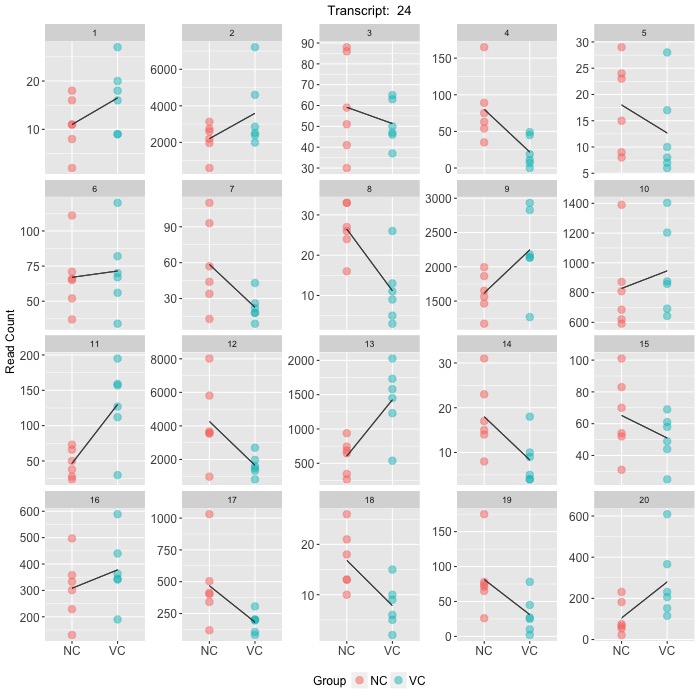 Transcript: 24
1 2 3 4 5
20 10
6000 4000 2000
90 80 70 60 50 40 30
150 100 50 0
30 25 20 15 10 5
6 7 8 9 10
100 75 50
90 60 30
30 20 10
3000 2500 2000 1500
1400 1200 1000 800 600
Read Count
11 12 13 14 15
200 150 100 50
8000 6000 4000 2000
2000 1500 1000 500
30 20 10
100 80 60 40
16 17 18 19 20
600 500 400 300 200
1000 750 500 250
20 10
150 100 50 0
600 400 200 0
NC VC NC VC NC VC NC VC NC VC
Group NC VC